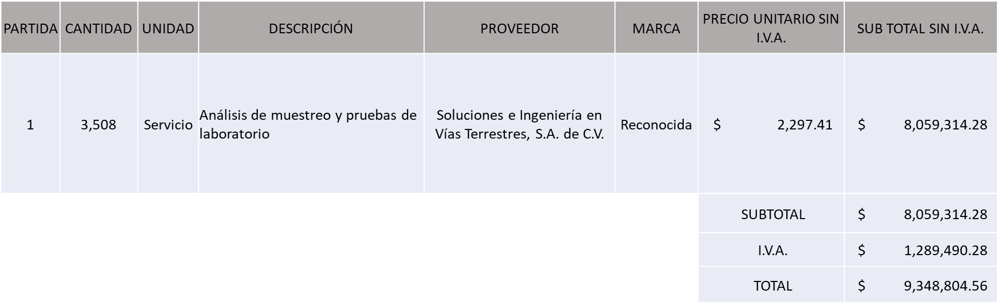 PARTIDA CANTIDAD UNIDAD DESCRIPCIÓN PROVEEDOR MARCA PRECIO UNITARIO SIN
I.V.A. SUB TOTAL SIN I.V.A.
1 3,508 Servicio Análisis de muestreo y pruebas de
laboratorio Soluciones e Ingeniería en
Vías Terrestres, S.A. de C.V. Reconocida $ 2,297.41 $ 8,059,314.28
SUBTOTAL $ 8,059,314.28
I.V.A. $ 1,289,490.28
TOTAL $ 9,348,804.56